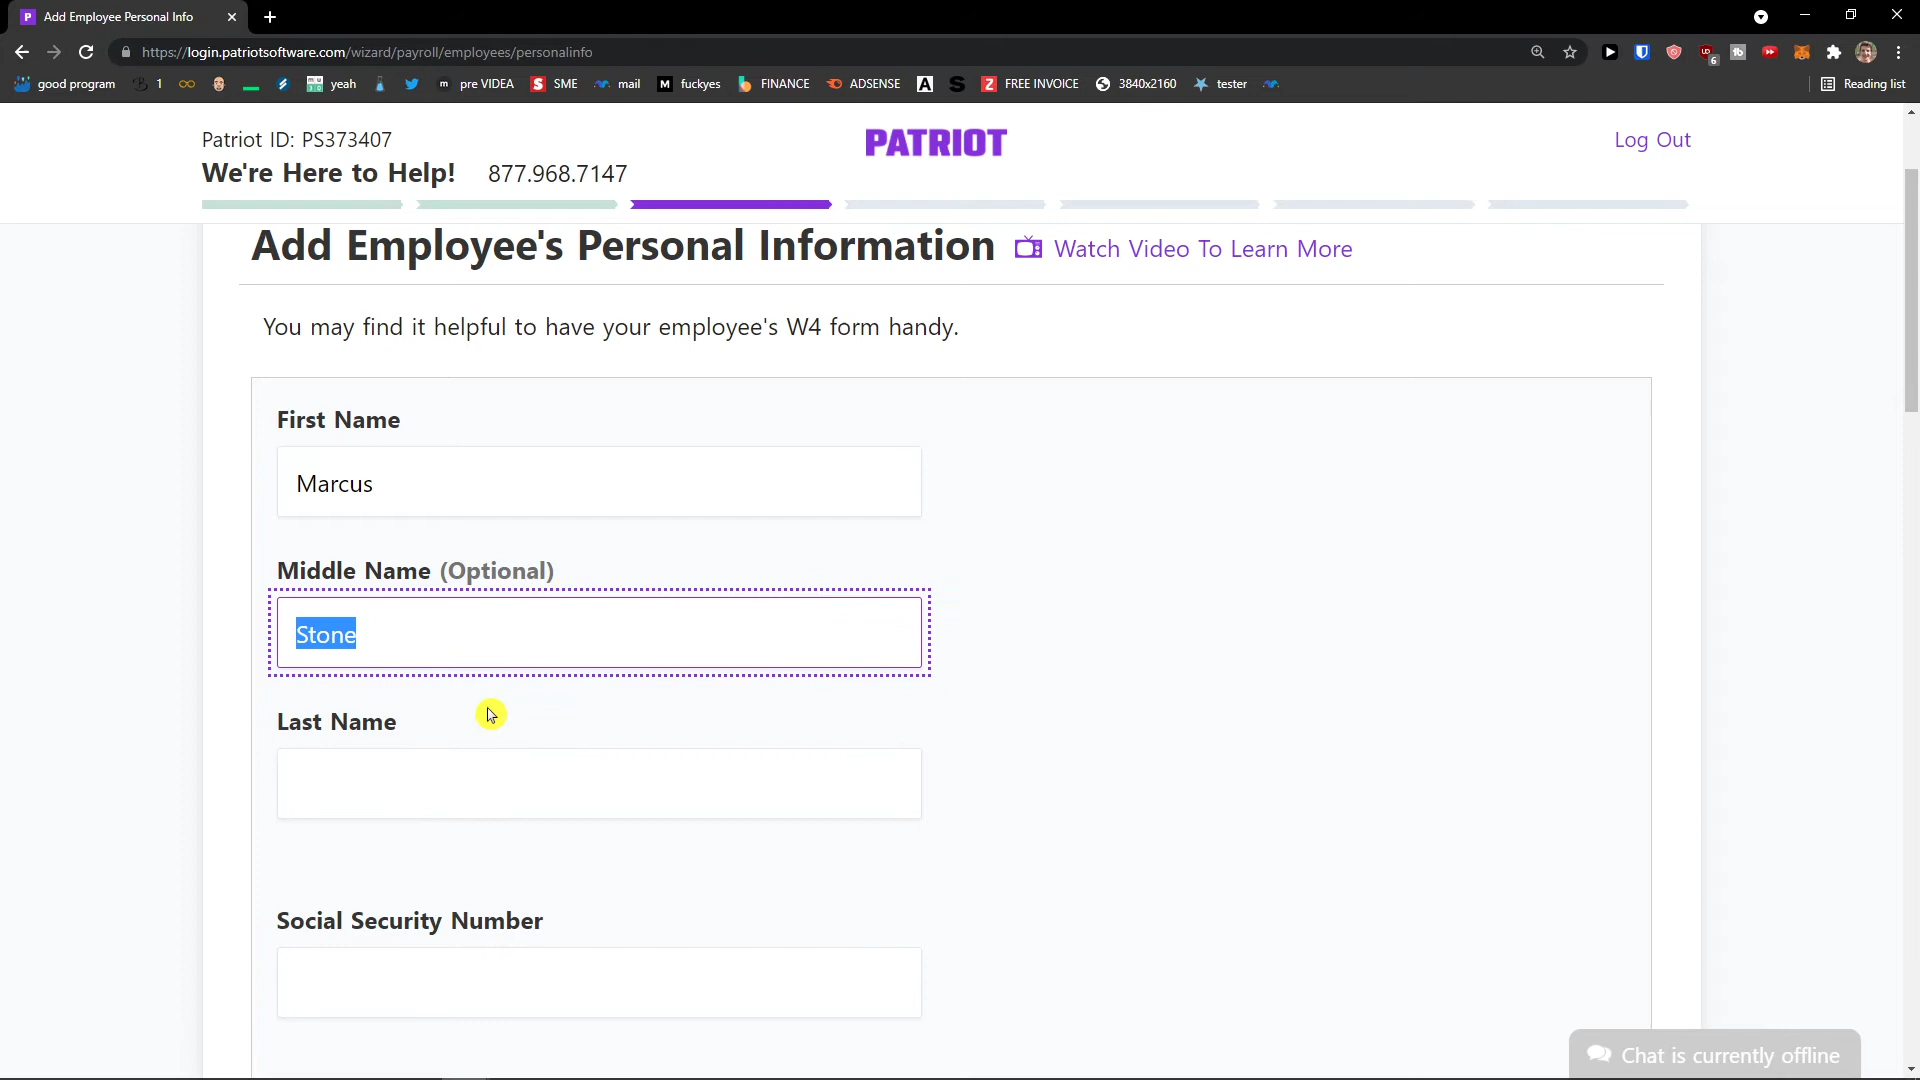 Add Employee Personal Info
https://login.patriotsoftware.com/wizard/payroll/employees/personalinfo
good program 1 yeah pre VIDEA SME mail fuckyes FINANCE ADSENSE FREE INVOICE 3840x2160 tester Reading list
Patriot ID: PS373407
PATRIOT
Log Out
We're Here to Help! 877.968.7147
Add Employee's Personal Information Watch Video To Learn More
You may find it helpful to have your employee's W4 form handy.
First Name
Marcus
Middle Name (Optional)
Stone
Last Name
Social Security Number
Chat is currently offline